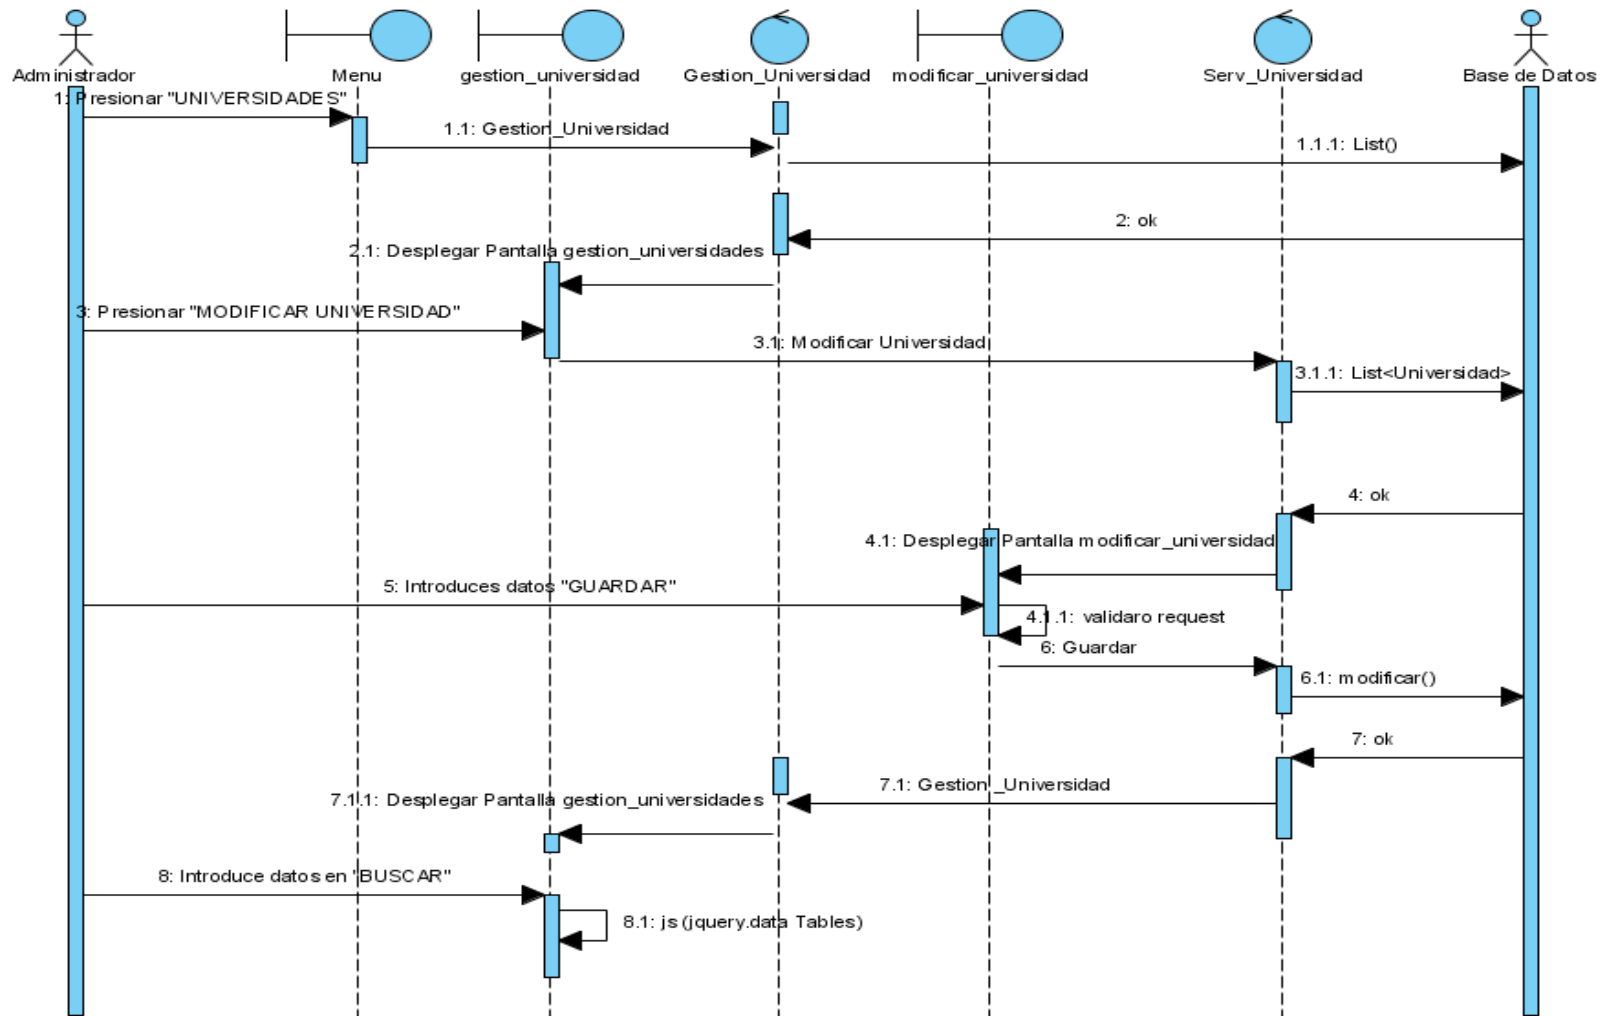 Administrador
Menu
gestion_universidad
Gestion_Universidad
modificar_universidad
Serv_Universidad
Base de Datos
1: Presionar "UNIVERSIDADES"
1.1: Gestion_Universidad
1.1.1: List()
2: ok
2.1: Desplegar Pantalla gestion_universidades
3: Presionar "MODIFICAR UNIVERSIDAD"
3.1: Modificar Universidad
3.1.1: List<Universidad>
4: ok
4.1: Desplegar Pantalla modificar_universidad
5: Introduces datos "GUARDAR"
4.1.1: validaro request
6: Guardar
6.1: modificar()
7: ok
7.1: Gestion_Universidad
7.1.1: Desplegar Pantalla gestion_universidades
8: Introduce datos en "BUSCAR"
8.1: js (jquery.data Tables)